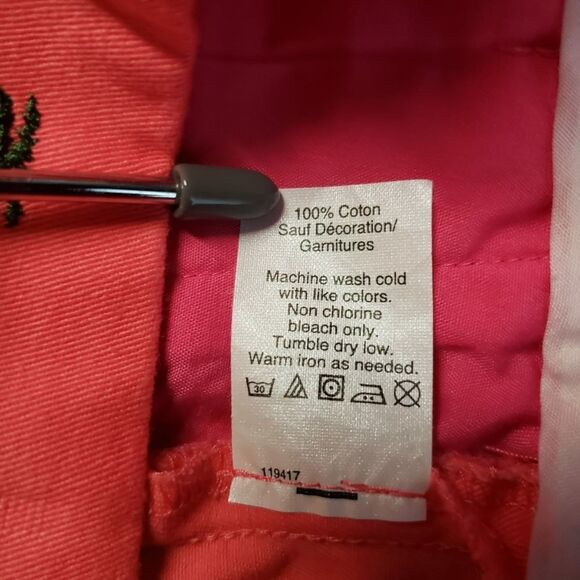 100% Coton
Sauf Décoration/
Garnitures
Machine wash cold
with like colors.
Non chlorine
bleach only.
Tumble dry low.
Warm iron as needed.
30
119417